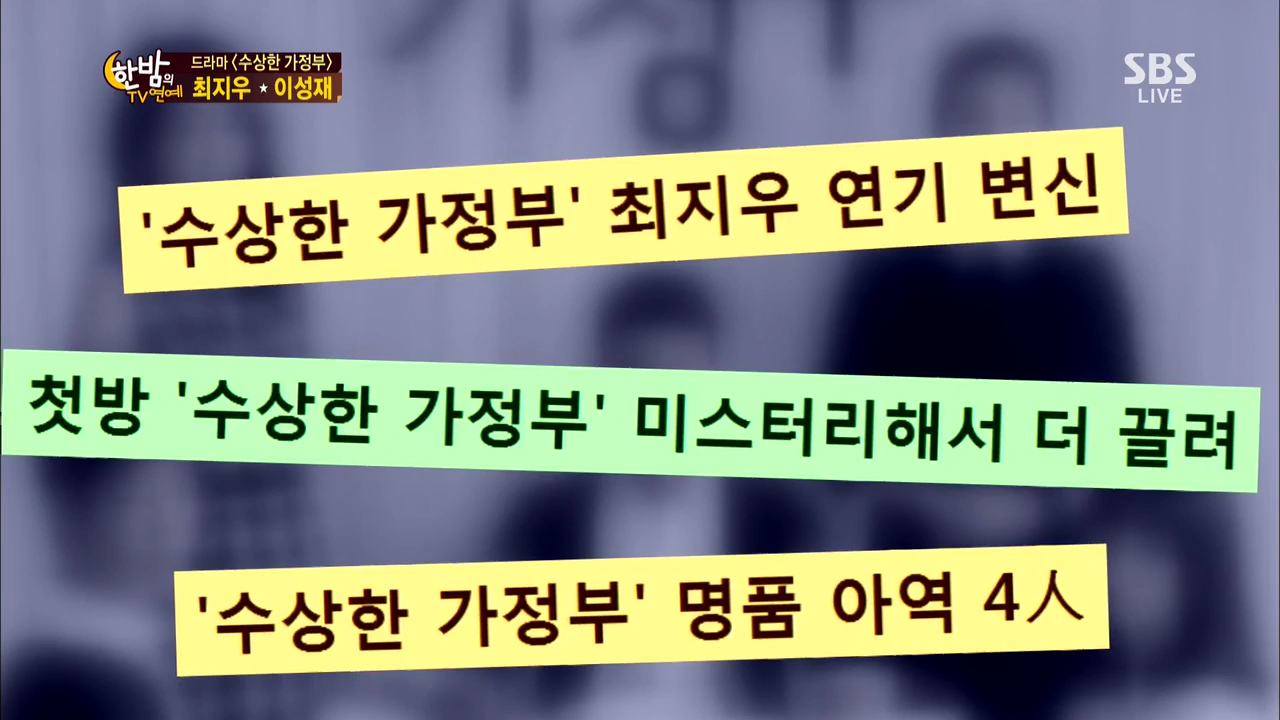 한밤의
TV연예
드라마 <수상한 가정부>
최지우 ★ 이성재
SBS
LIVE
'수상한 가정부' 최지우 연기 변신
첫방 '수상한 가정부' 미스터리해서 더 끌려
'수상한 가정부' 명품 아역 4人